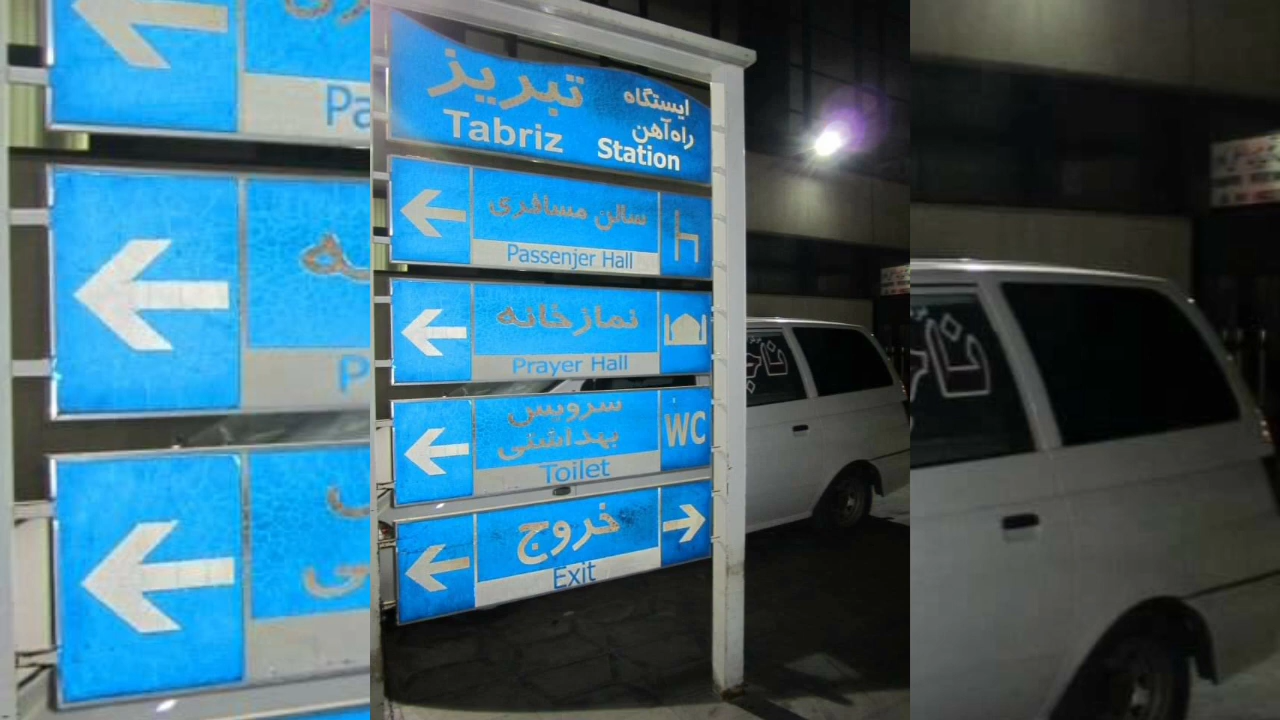 تبریز
ایستگاه
راه‌آهن
Tabriz Station
سالن مسافری
Passenjer Hall
نمازخانه
Prayer Hall
سرویس
بهداشتی
WC
Toilet
خروج
Exit